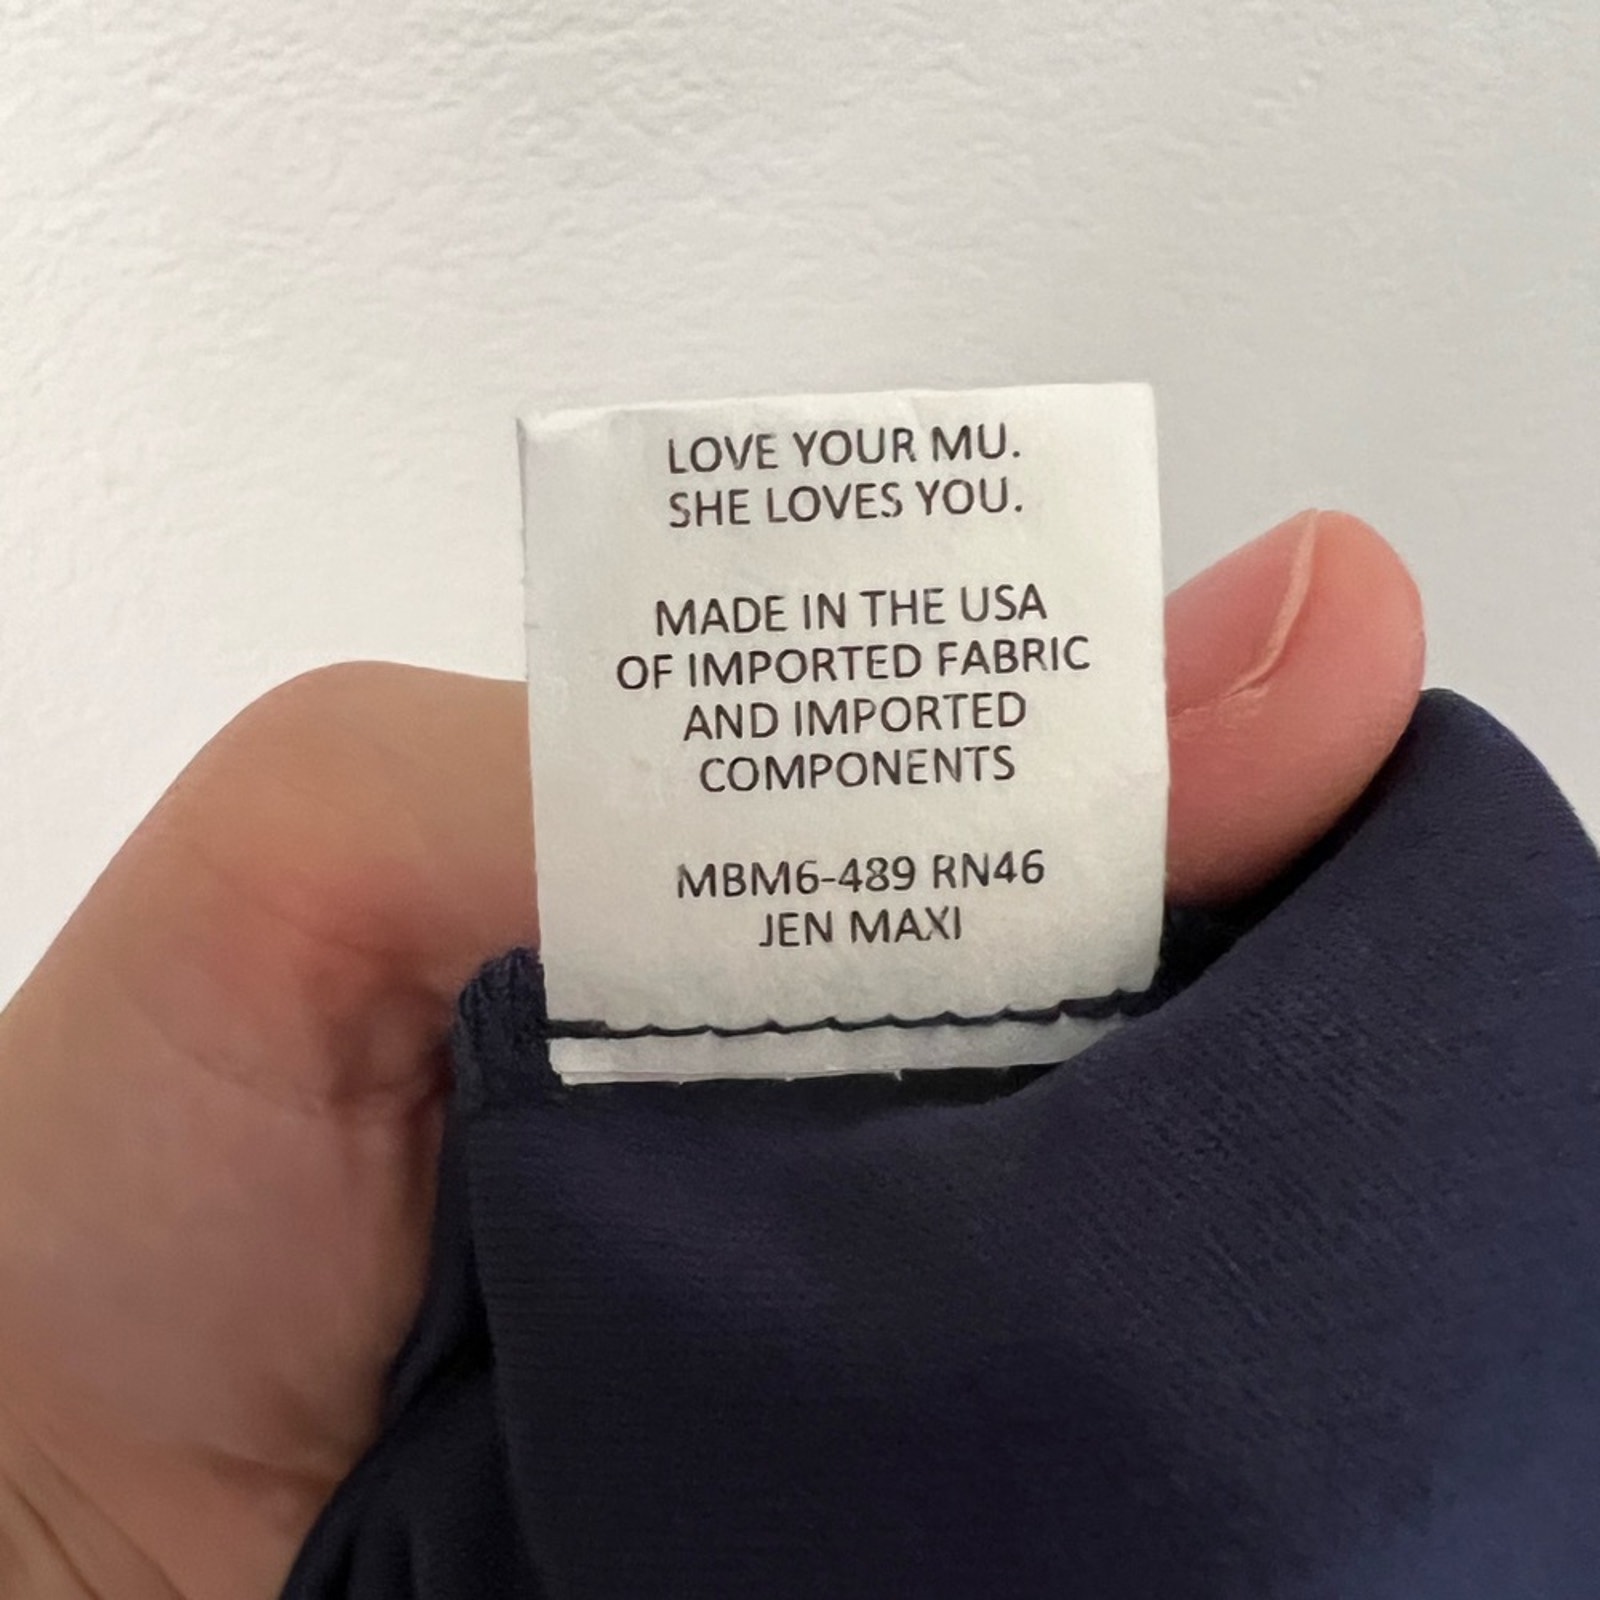 LOVE YOUR MU.
SHE LOVES YOU.
MADE IN THE USA
OF IMPORTED FABRIC
AND IMPORTED
COMPONENTS
MBM6-489 RN46
JEN MAXI